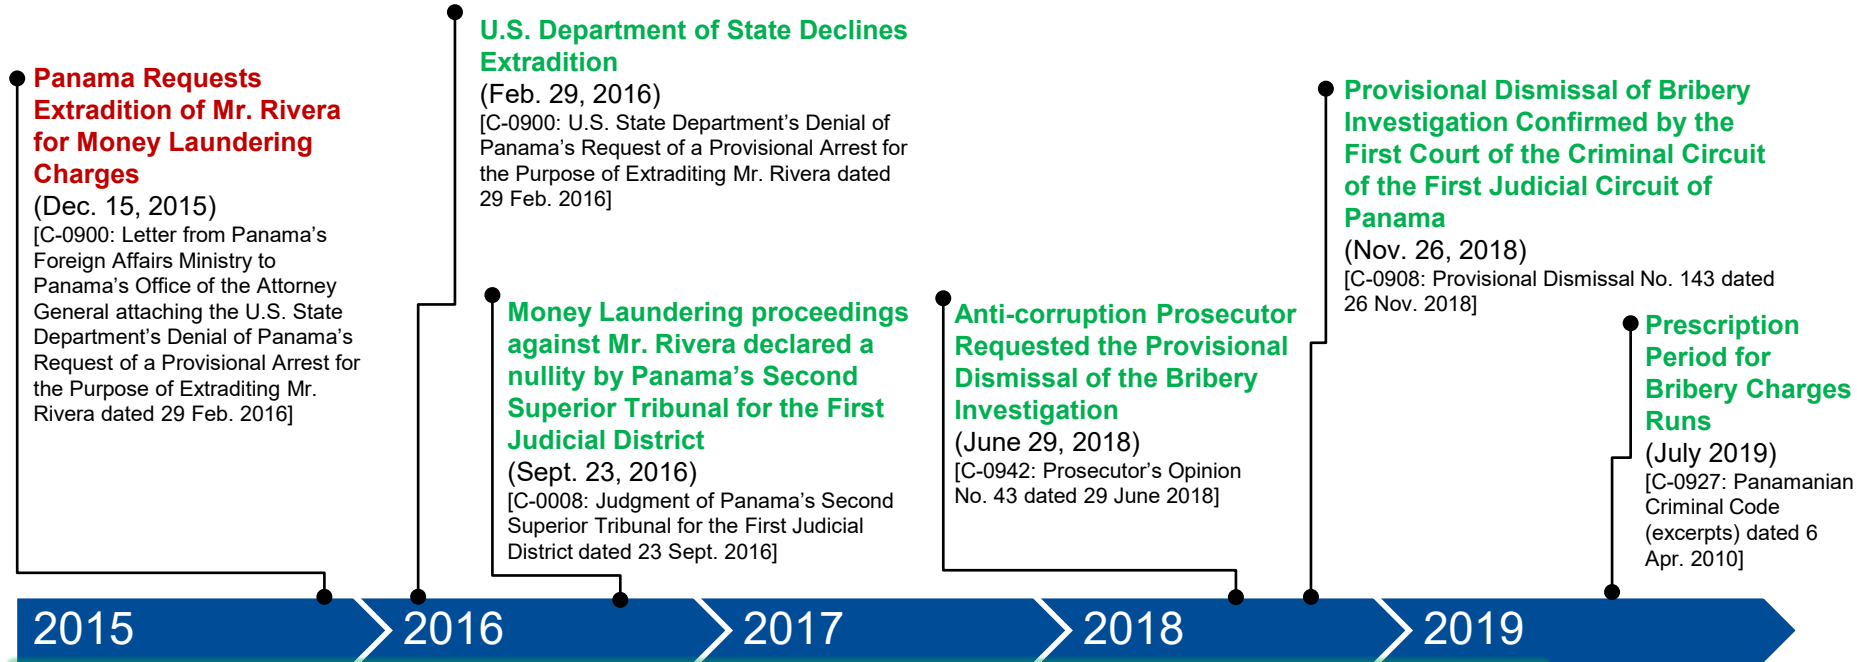 Panama Requests
Extradition of Mr. Rivera
for Money Laundering
Charges
(Dec. 15, 2015)
[C-0900: Letter from Panama’s
Foreign Affairs Ministry to
Panama’s Office of the Attorney
General attaching the U.S. State
Department’s Denial of Panama’s
Request of a Provisional Arrest for
the Purpose of Extraditing Mr.
Rivera dated 29 Feb. 2016]
U.S. Department of State Declines
Extradition
(Feb. 29, 2016)
[C-0900: U.S. State Department’s Denial of
Panama’s Request of a Provisional Arrest for
the Purpose of Extraditing Mr. Rivera dated
29 Feb. 2016]
Money Laundering proceedings
against Mr. Rivera declared a
nullity by Panama’s Second
Superior Tribunal for the First
Judicial District
(Sept. 23, 2016)
[C-0008: Judgment of Panama’s Second
Superior Tribunal for the First Judicial
District dated 23 Sept. 2016]
Anti-corruption Prosecutor
Requested the Provisional
Dismissal of the Bribery
Investigation
(June 29, 2018)
[C-0942: Prosecutor’s Opinion
No. 43 dated 29 June 2018]
Provisional Dismissal of Bribery
Investigation Confirmed by the
First Court of the Criminal Circuit
of the First Judicial Circuit of
Panama
(Nov. 26, 2018)
[C-0908: Provisional Dismissal No. 143 dated
26 Nov. 2018]
Prescription
Period for
Bribery Charges
Runs
(July 2019)
[C-0927: Panamanian
Criminal Code
(excerpts) dated 6
Apr. 2010]
2015
2016
2017
2018
2019